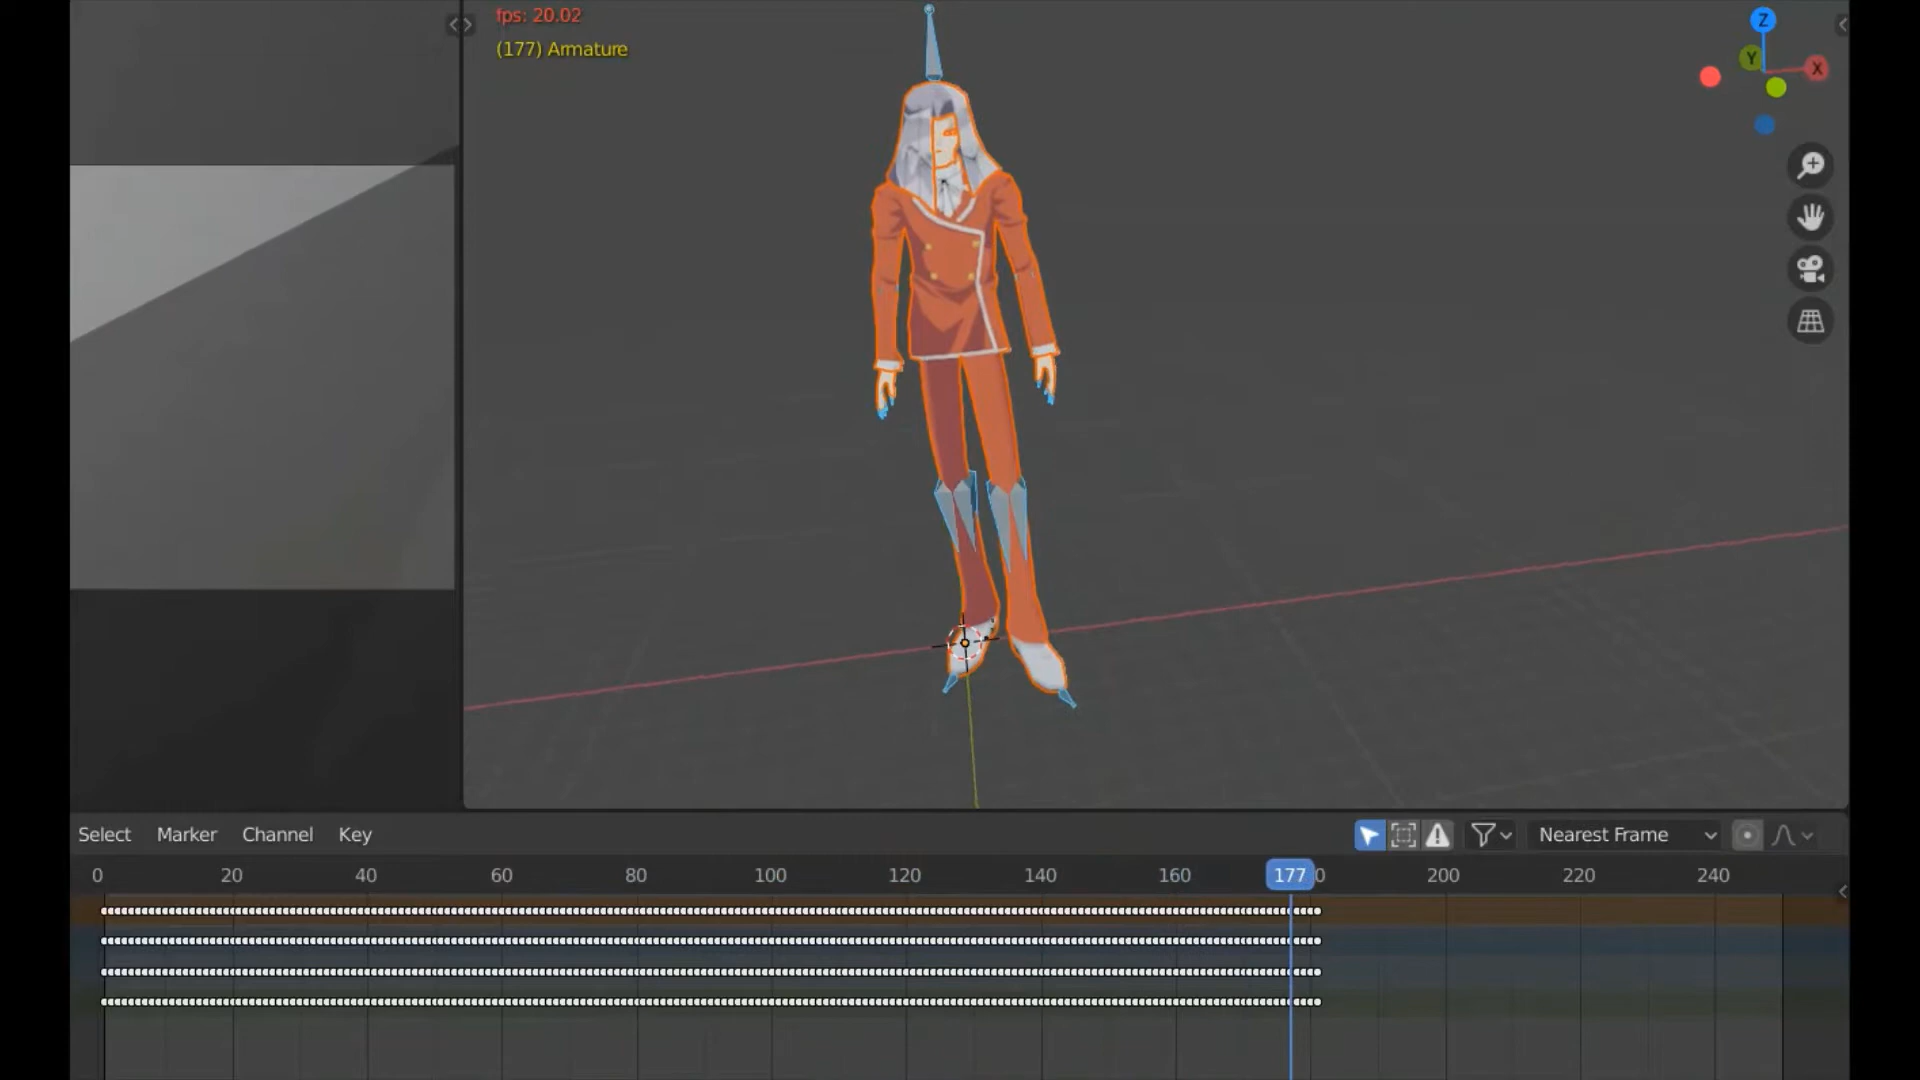 fps: 20.02
(177) Armature
Z
Y
X
Select Marker Channel Key Nearest Frame
0 20 40 60 80 100 120 140 160 177 0 200 220 240